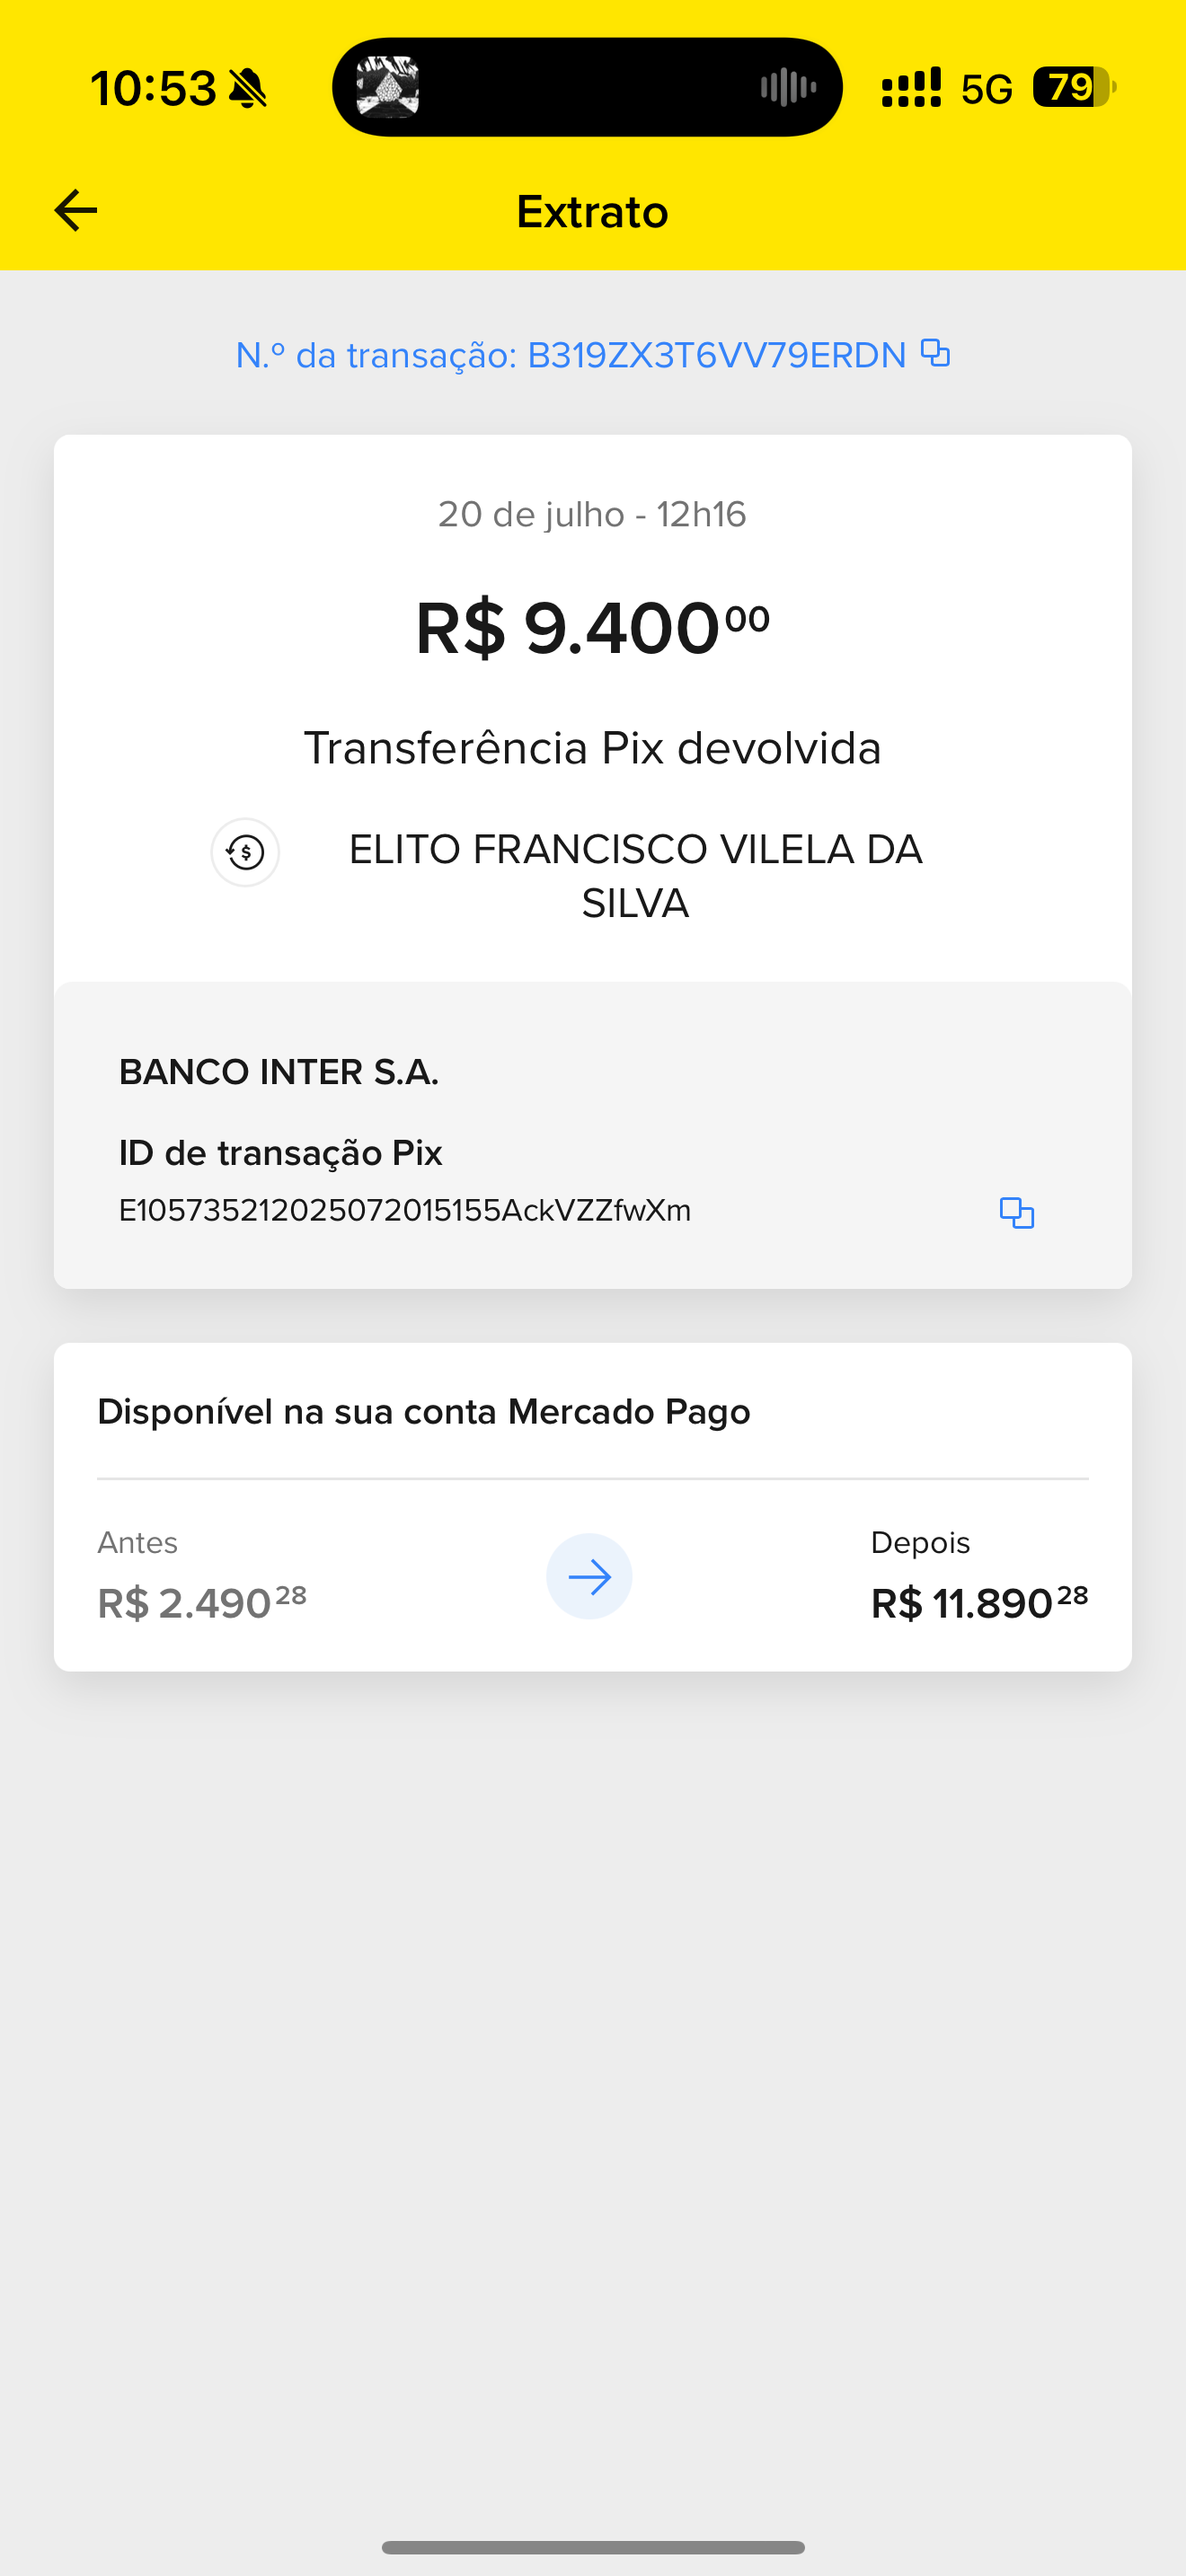 10:53
5G
79
Extrato
N.º da transação: B319ZX3T6VV79ERDN
20 de julho - 12h16
R$ 9.400 00
Transferência Pix devolvida
ELITO FRANCISCO VILELA DA
SILVA
BANCO INTER S.A.
ID de transação Pix
E10573521202507201515​5AckVZZfwXm
Disponível na sua conta Mercado Pago
Antes
Depois
R$ 2.490 28
R$ 11.890 28